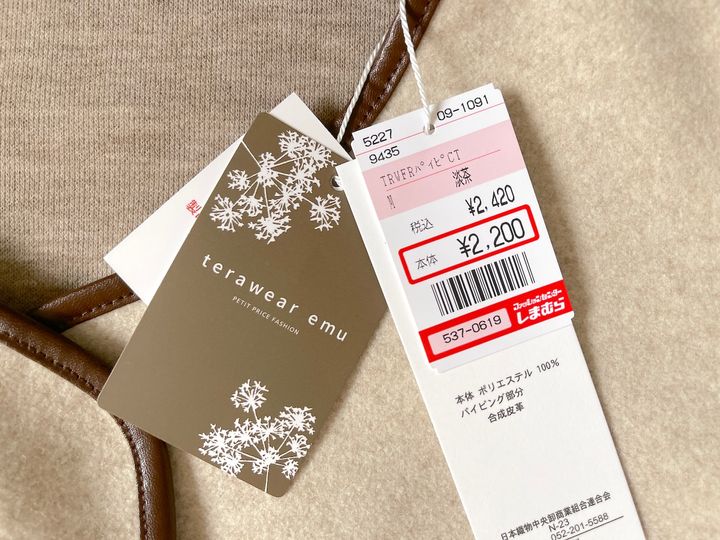 terawear emu
PETIT PRICE FASHION
5227
09-1091
9435
TRWFRパイピCT
N
淡茶
¥2,420
税込
本体 ¥2,200
537-0619
ファッションセンター
しまむら
本体 ポリエステル 100%
パイピング部分
合成皮革
日本織物中央卸商業組合連合会
N-23
052-201-5588